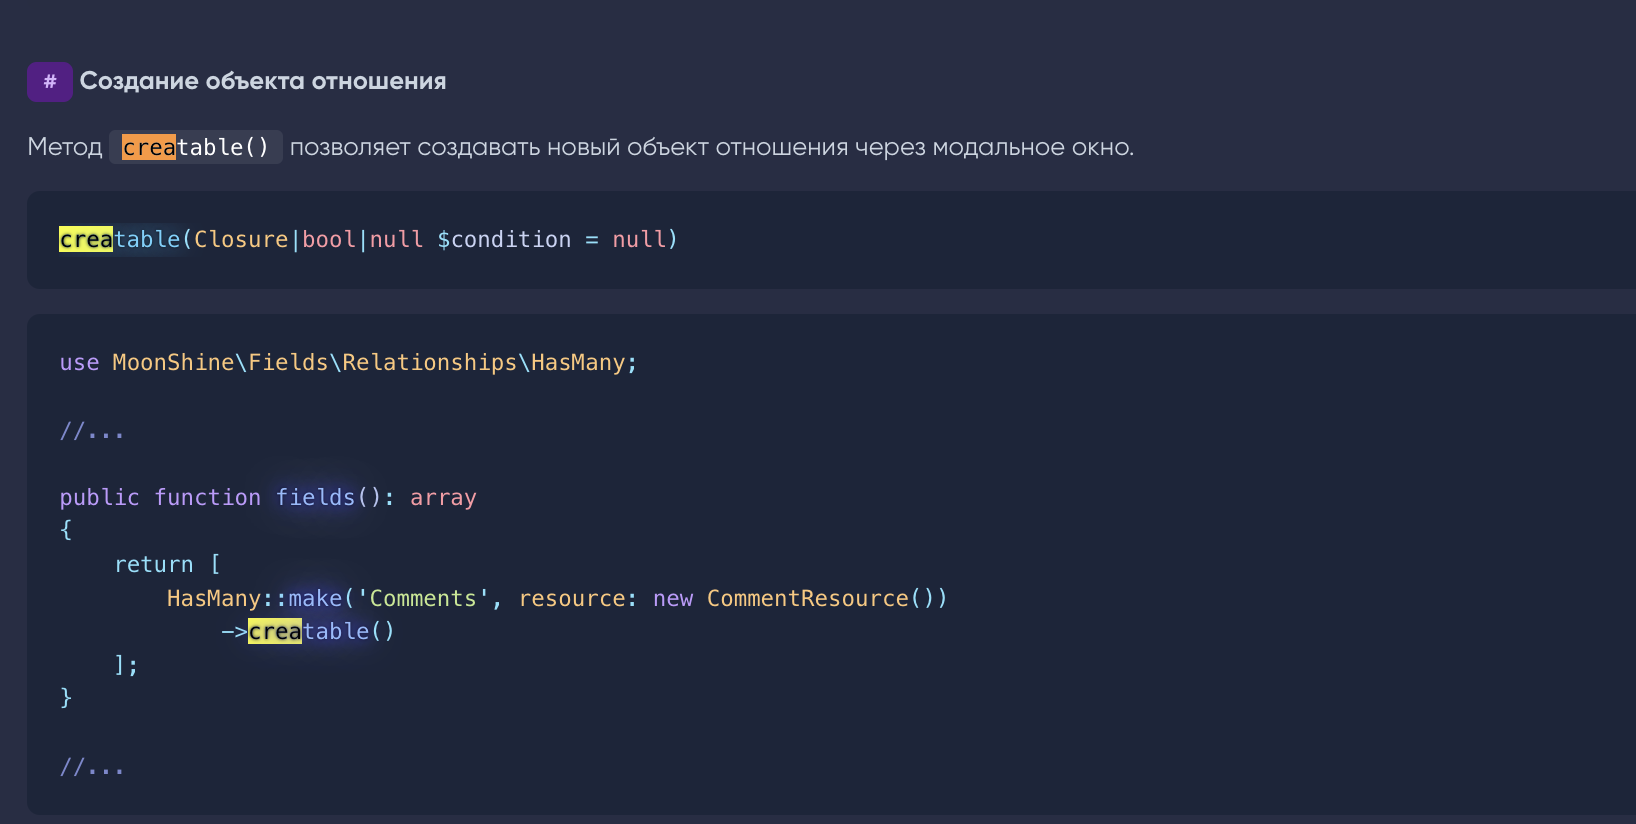 # Создание объекта отношения
Метод creatable() позволяет создавать новый объект отношения через модальное окно.
creatable(Closure|bool|null $condition = null)
use MoonShine\Fields\Relationships\HasMany;
//...
public function fields(): array
{
    return [
        HasMany::make('Comments', resource: new CommentResource())
            ->creatable()
    ];
}
//...